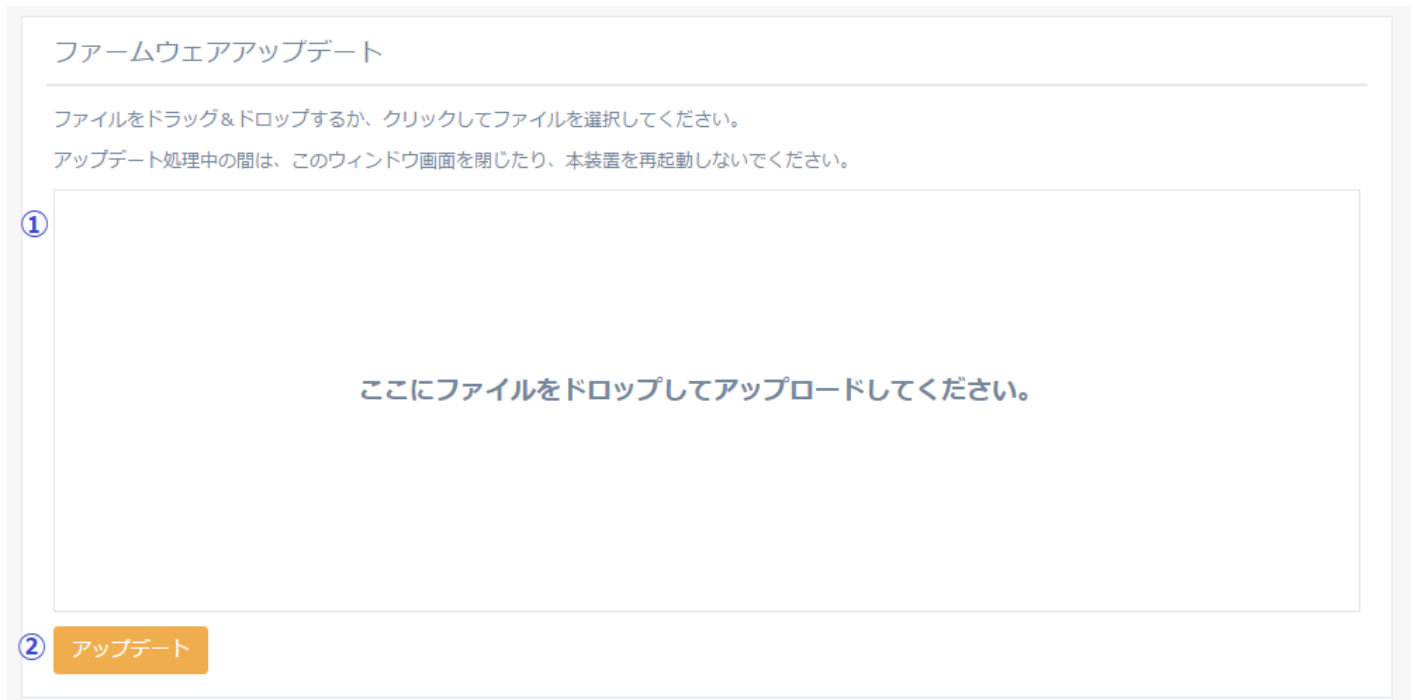 ファームウェアアップデート
ファイルをドラッグ＆ドロップするか、クリックしてファイルを選択してください。
アップデート処理中の間は、このウィンドウ画面を閉じたり、本装置を再起動しないでください。
①
ここにファイルをドロップしてアップロードしてください。
② アップデート